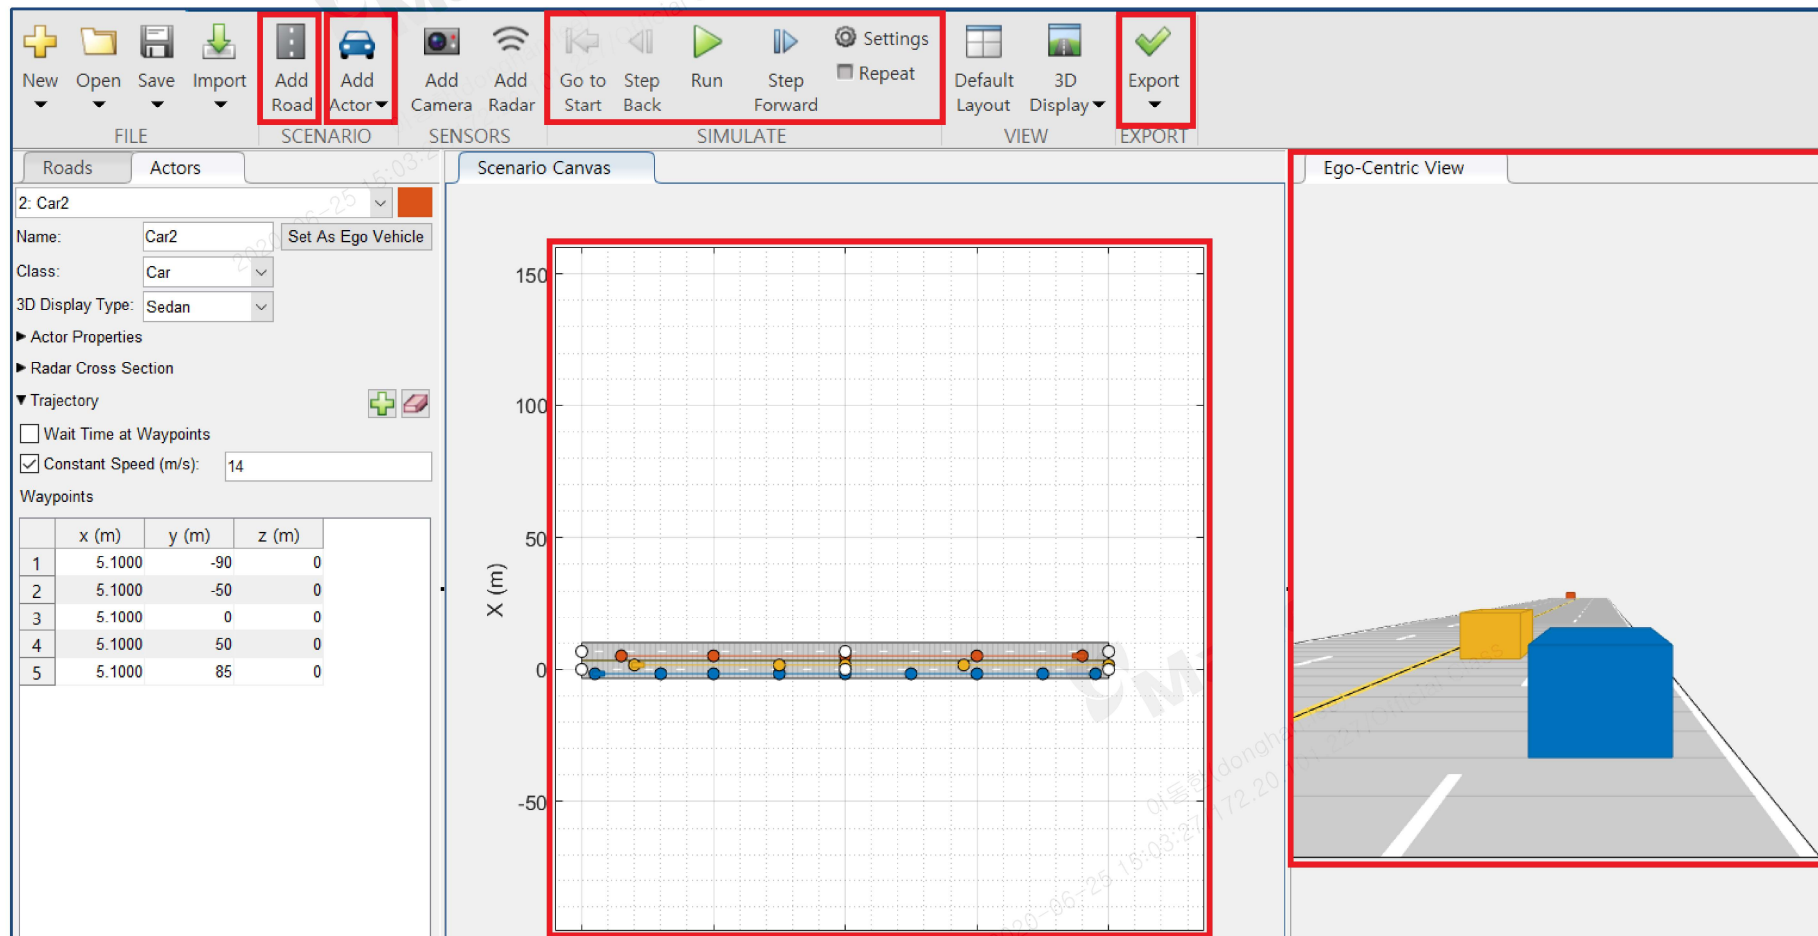 New Open Save Import Add Road Add Actor Add Camera Add Radar Go to Start Step Back Run Step Forward Settings Repeat Default Layout 3D Display Export
FILE SCENARIO SENSORS SIMULATE VIEW EXPORT
Roads Actors
Scenario Canvas
Ego-Centric View
2: Car2
Name: Car2 Set As Ego Vehicle
Class: Car
3D Display Type: Sedan
Actor Properties
Radar Cross Section
Trajectory
Wait Time at Waypoints
Constant Speed (m/s): 14
Waypoints
x (m) y (m) z (m)
1 5.1000 -90 0
2 5.1000 -50 0
3 5.1000 0 0
4 5.1000 50 0
5 5.1000 85 0
150
100
50
0
-50
X (m)